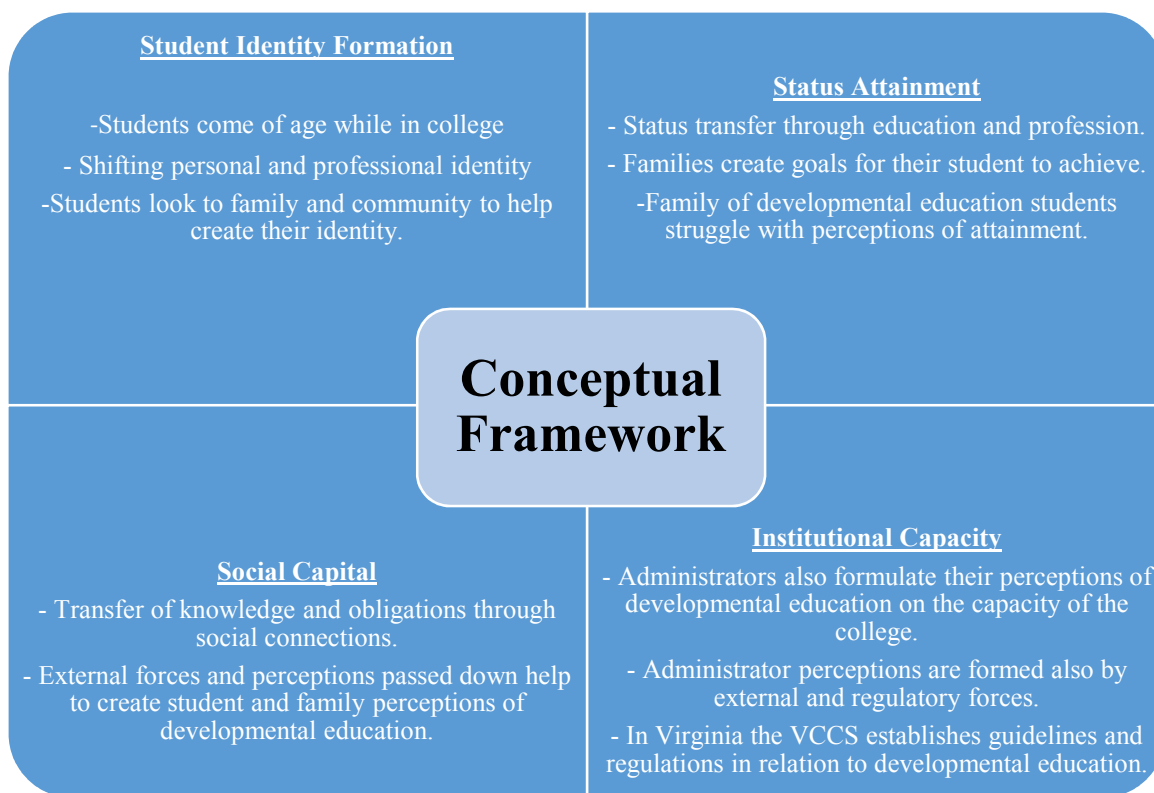 Student Identity Formation
-Students come of age while in college
- Shifting personal and professional identity
-Students look to family and community to help
create their identity.
Status Attainment
- Status transfer through education and profession.
- Families create goals for their student to achieve.
-Family of developmental education students
struggle with perceptions of attainment.
Conceptual
Framework
Social Capital
- Transfer of knowledge and obligations through
social connections.
- External forces and perceptions passed down help
to create student and family perceptions of
developmental education.
Institutional Capacity
- Administrators also formulate their perceptions of
developmental education on the capacity of the
college.
- Administrator perceptions are formed also by
external and regulatory forces.
- In Virginia the VCCS establishes guidelines and
regulations in relation to developmental education.